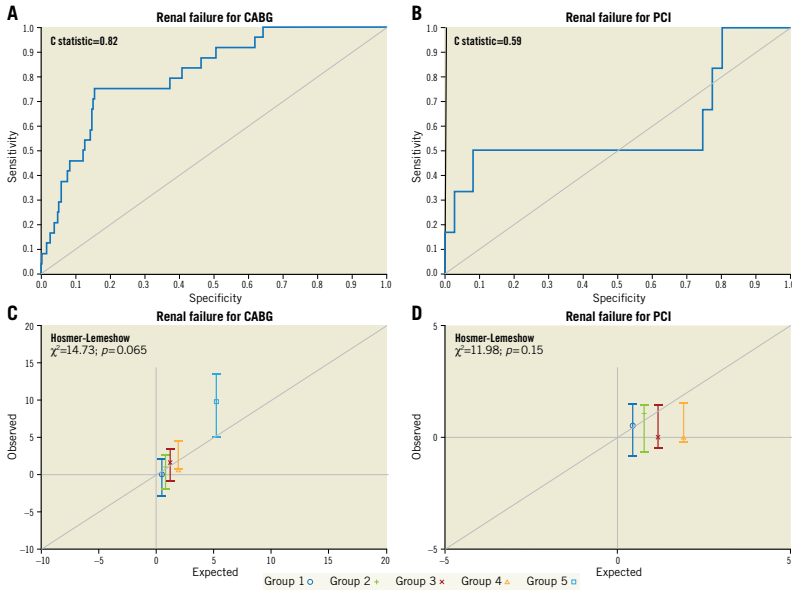 A
Renal failure for CABG
C statistic=0.82
1.0
0.9
0.8
0.7
0.6
0.5
0.4
0.3
0.2
0.1
0.0
Sensitivity
0.0 0.1 0.2 0.3 0.4 0.5 0.6 0.7 0.8 0.9 1.0
Specificity
B
Renal failure for PCI
C statistic=0.59
1.0
0.9
0.8
0.7
0.6
0.5
0.4
0.3
0.2
0.1
0.0
Sensitivity
0.0 0.1 0.2 0.3 0.4 0.5 0.6 0.7 0.8 0.9 1.0
Specificity
C
Renal failure for CABG
Hosmer-Lemeshow
χ²=14.73; p=0.065
20
15
10
5
0
−5
−10
Observed
−10 −5 0 5 10 15 20
Expected
D
Renal failure for PCI
Hosmer-Lemeshow
χ²=11.98; p=0.15
5
0
−5
Observed
−5 0 5
Expected
Group 1 Group 2 Group 3 Group 4 Group 5